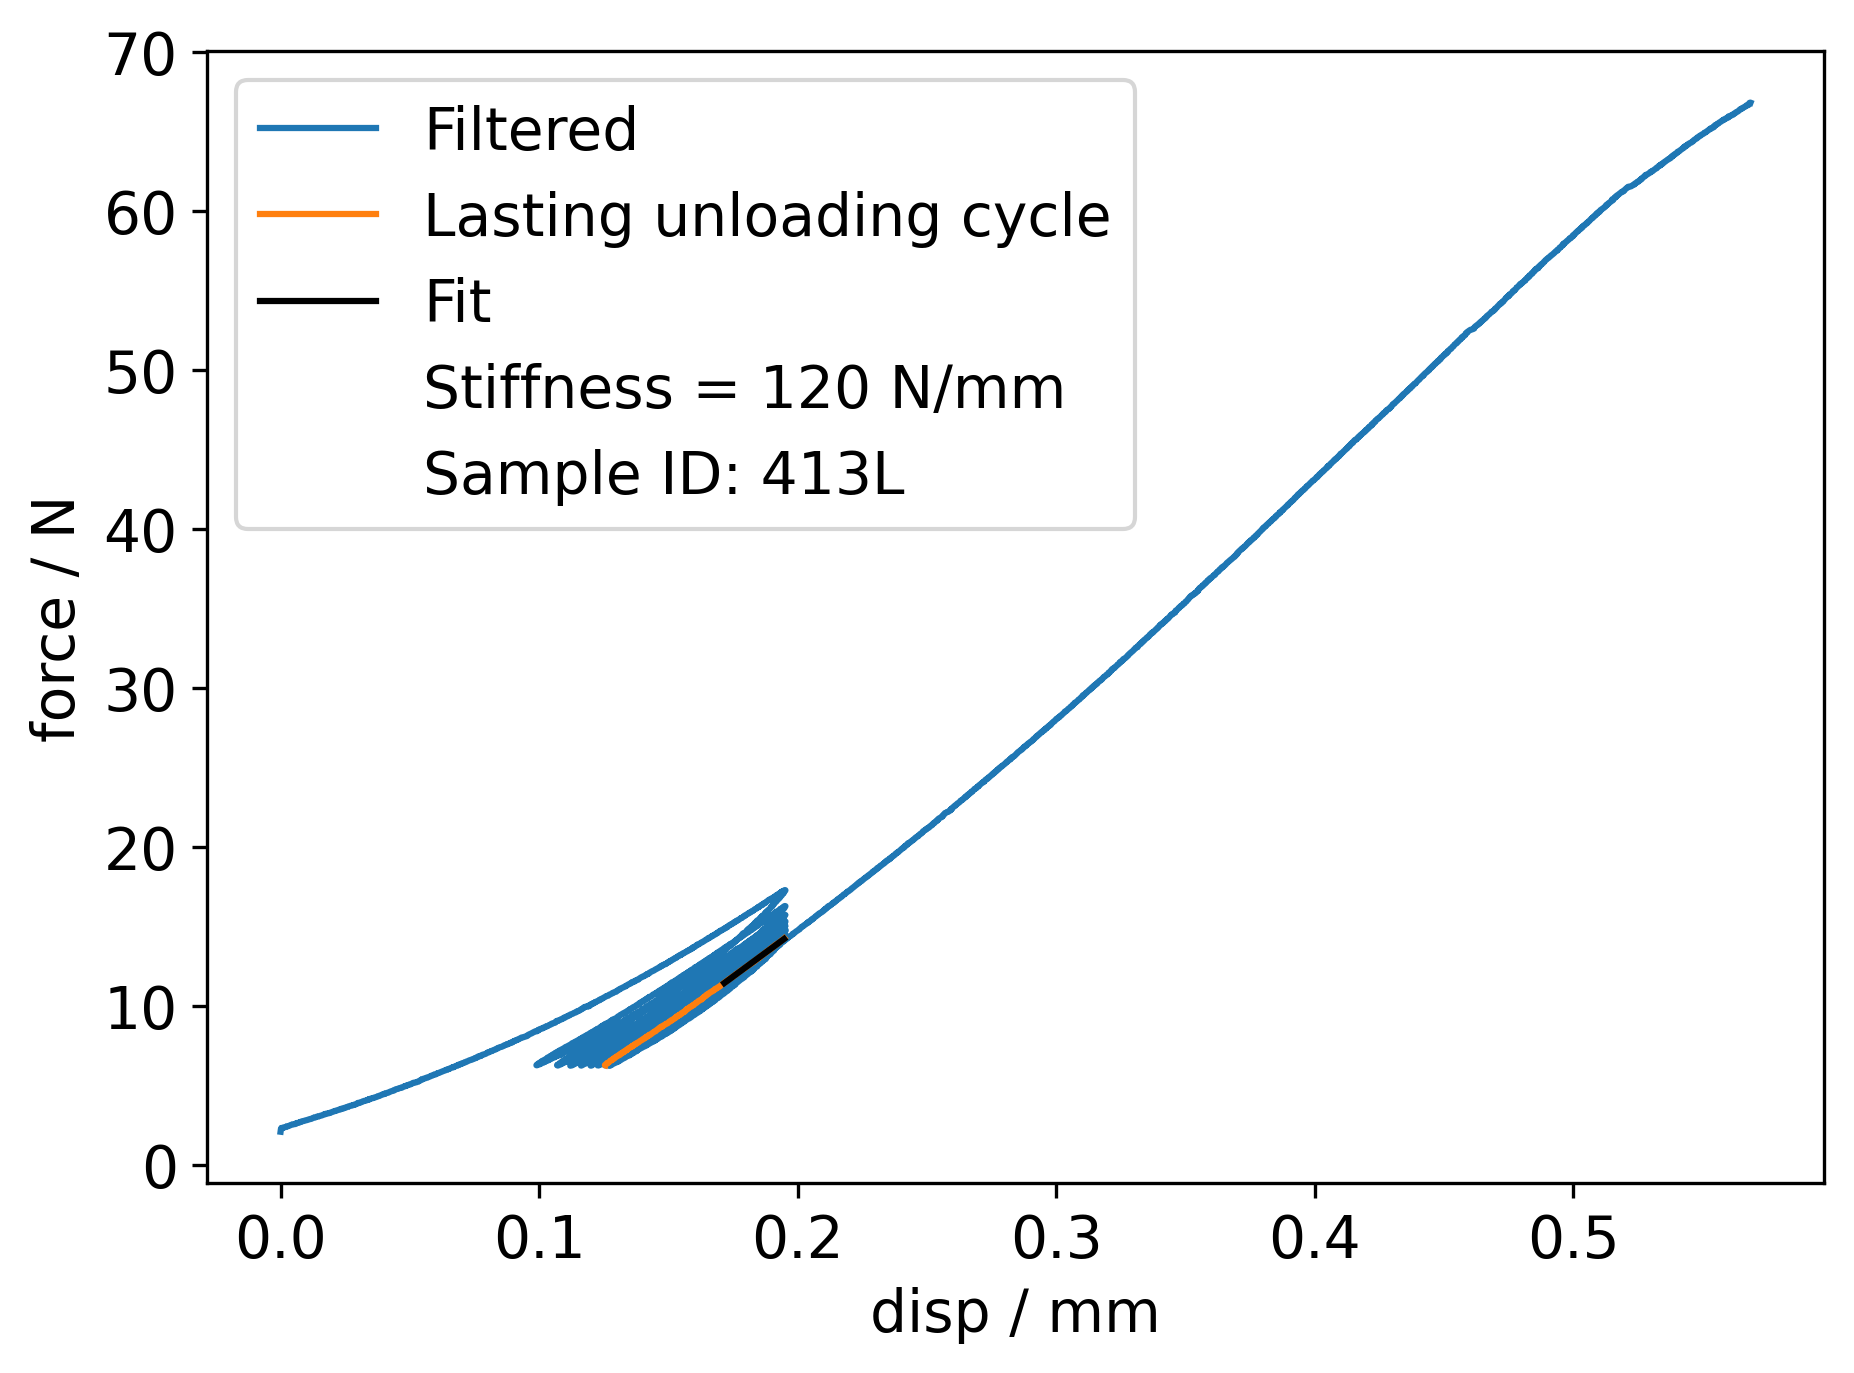 70
60
50
40
30
20
10
0
force / N
Filtered
Lasting unloading cycle
Fit
Stiffness = 120 N/mm
Sample ID: 413L
0.0 0.1 0.2 0.3 0.4 0.5
disp / mm